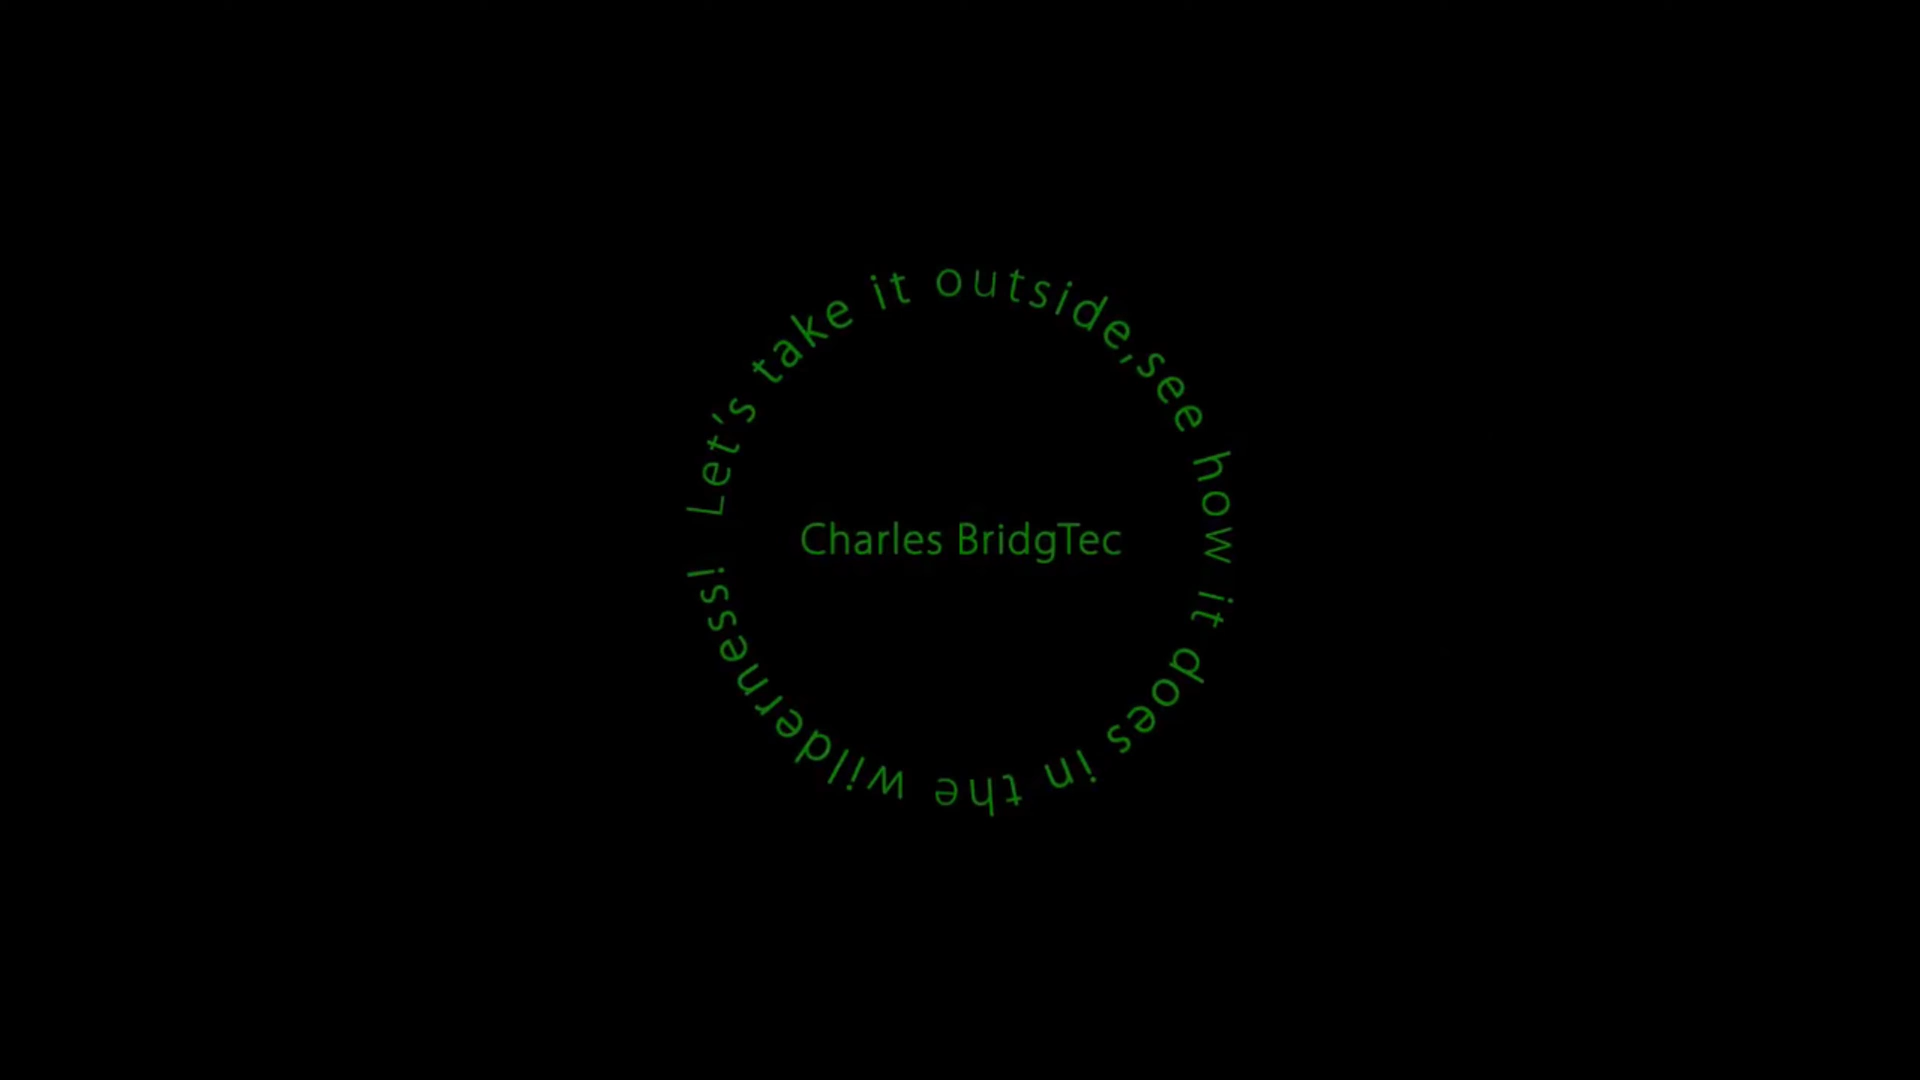 Let's take it outside,see how it does in the wilderness!
Charles BridgTec